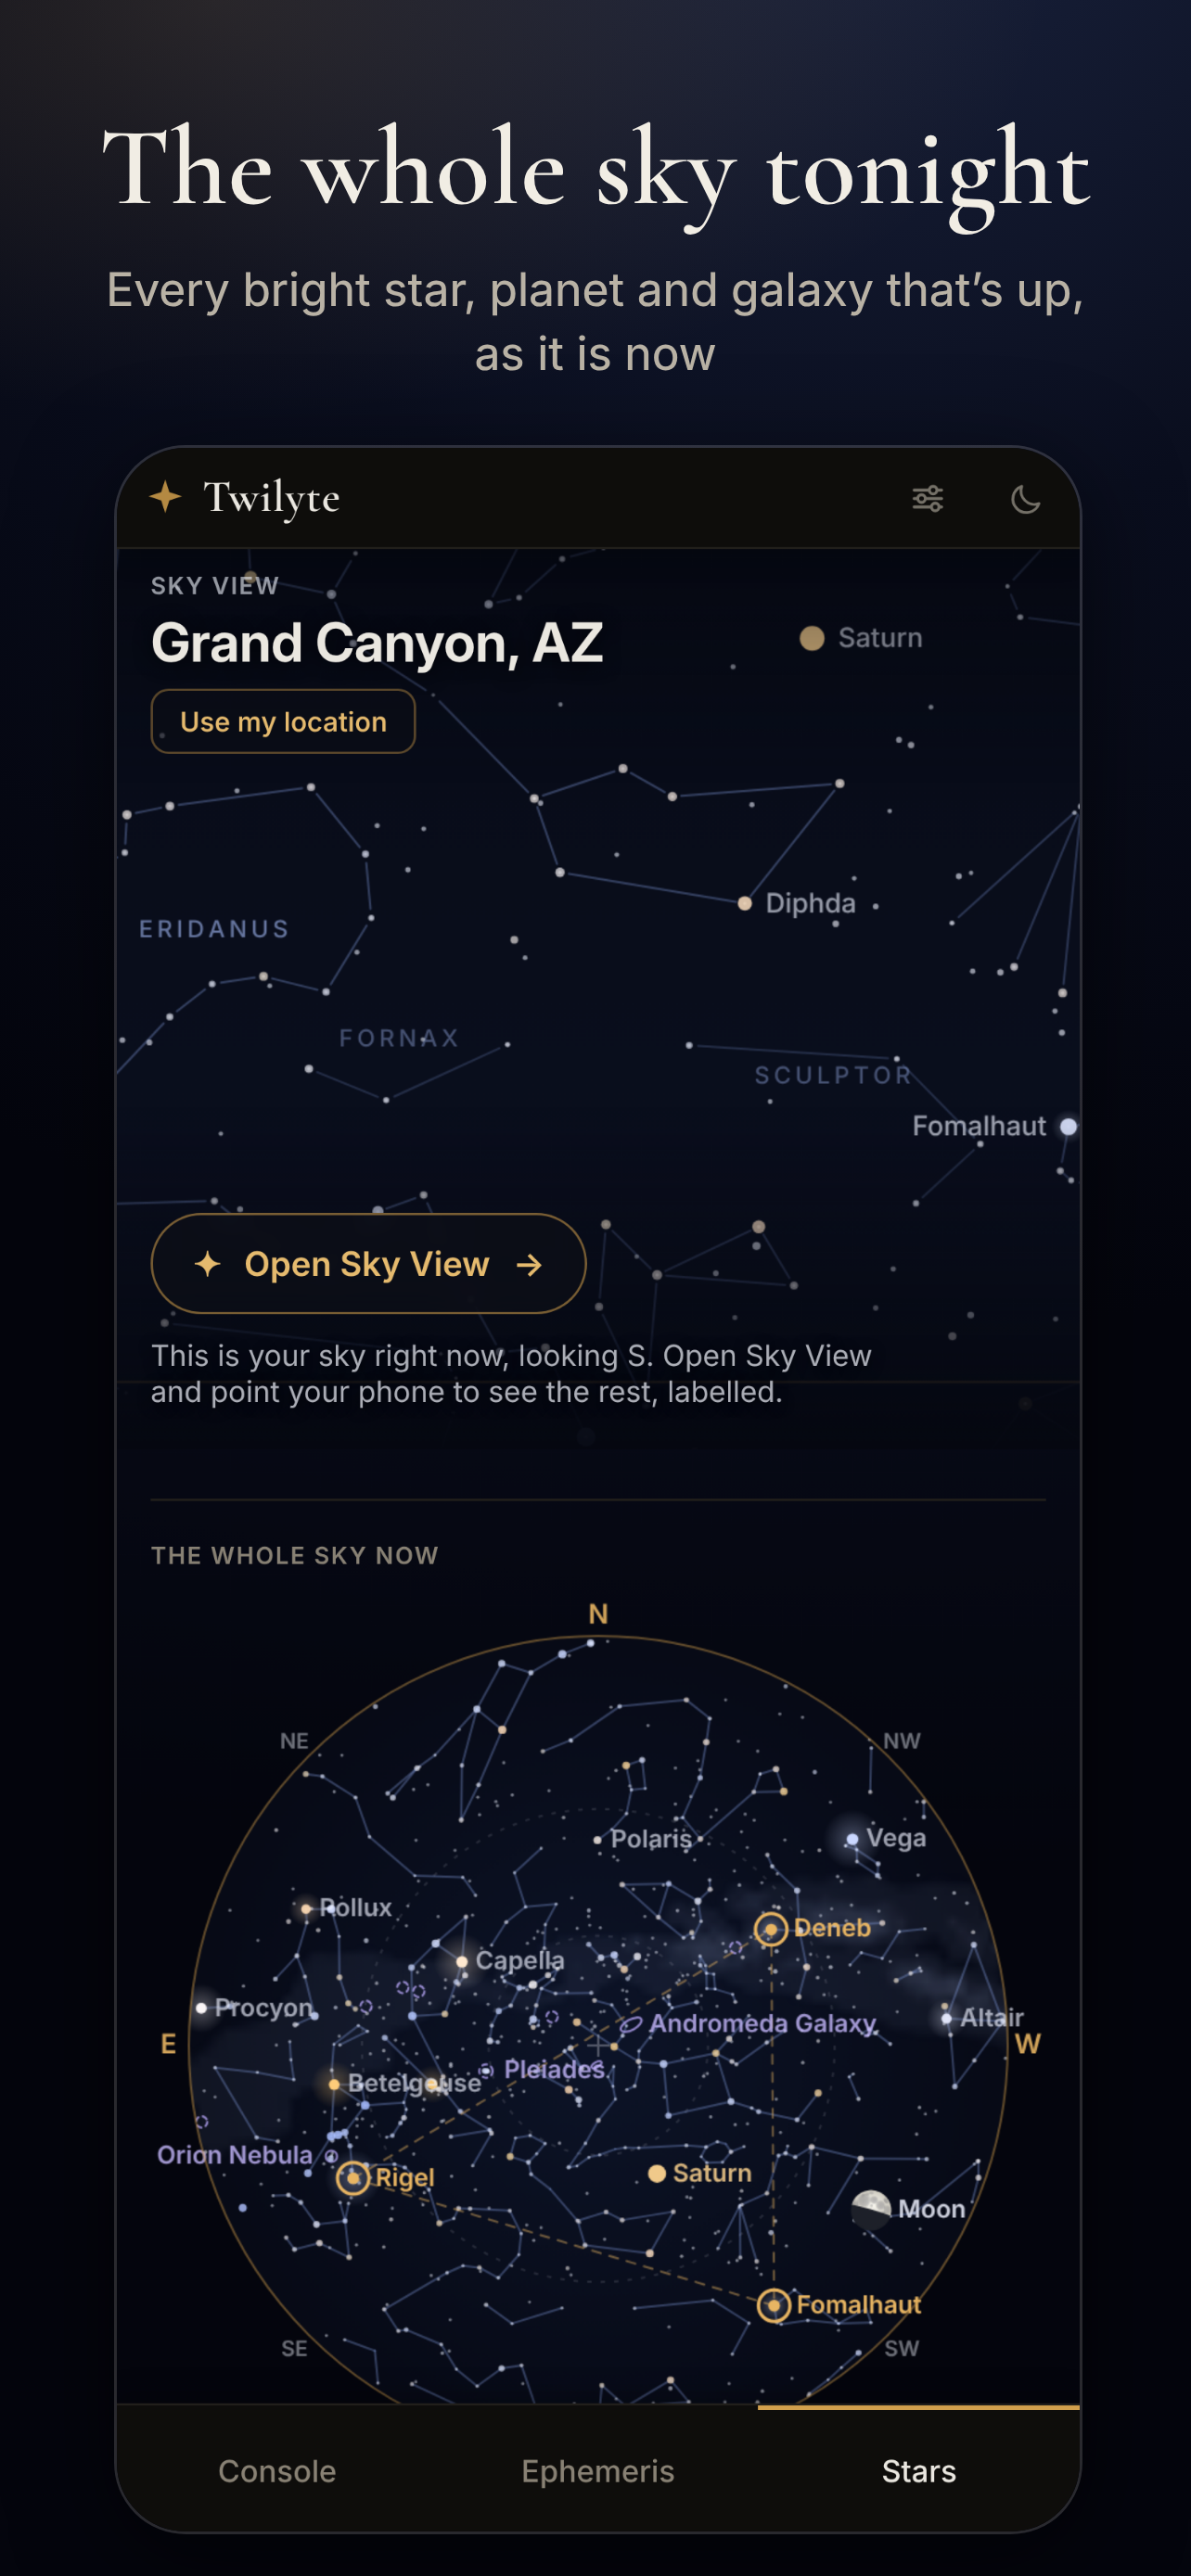 The whole sky tonight
Every bright star, planet and galaxy that’s up,
as it is now
Twilyte
SKY VIEW
Grand Canyon, AZ
Saturn
Use my location
Diphda
ERIDANUS
FORNAX
SCULPTOR
Fomalhaut
Open Sky View →
This is your sky right now, looking S. Open Sky View
and point your phone to see the rest, labelled.
THE WHOLE SKY NOW
N
NE
NW
Polaris
Vega
Pollux
Deneb
Capella
Procyon
Altair
Andromeda Galaxy
E
W
Pleiades
Betelgeuse
Orion Nebula
Rigel
Saturn
Moon
Fomalhaut
SE
SW
Console
Ephemeris
Stars